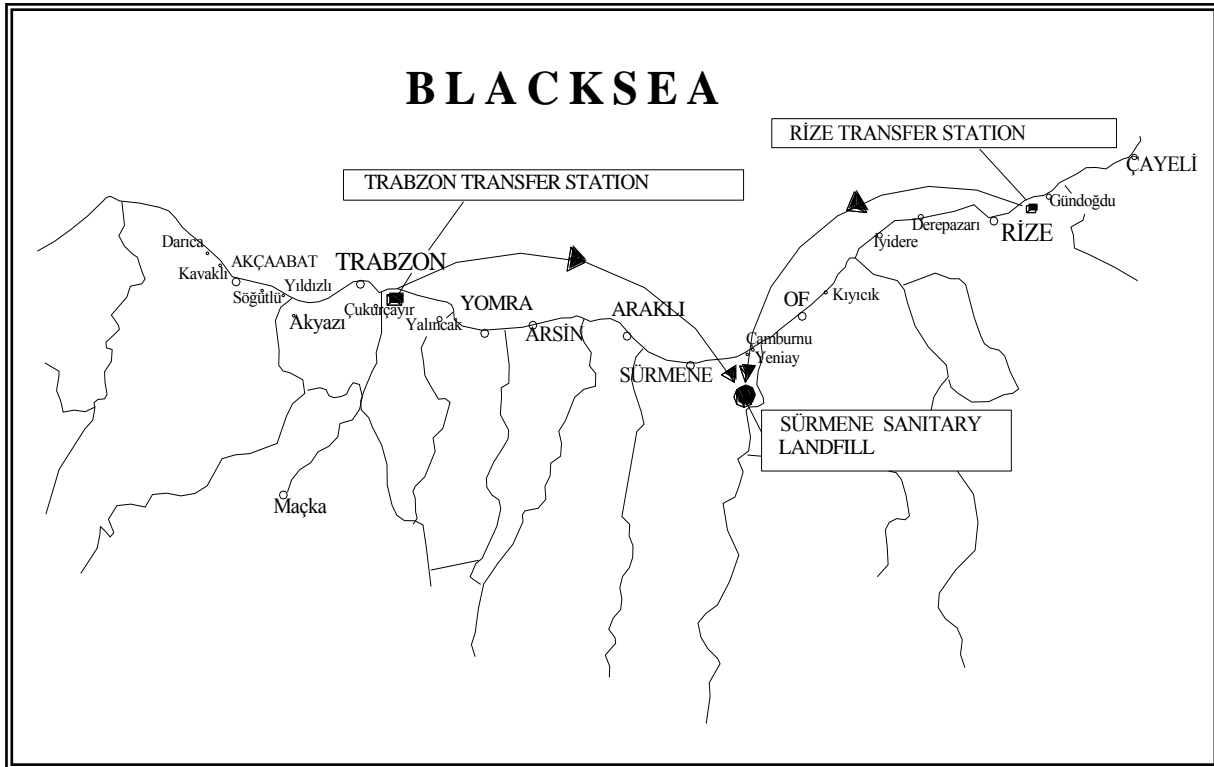 BLACKSEA
RİZE TRANSFER STATION
ÇAYELİ
TRABZON TRANSFER STATION
Gündoğdu
Derepazarı
RİZE
İyidere
Darıca
Kavaklı
AKÇAABAT
TRABZON
Söğütlü
Yıldızlı
Akyazı
Çukurçayır
Yalıncak
YOMRA
ARSİN
ARAKLI
OF
Kıyıcık
Çamburnu
Yeniay
SÜRMENE
SÜRMENE SANITARY
LANDFILL
Maçka